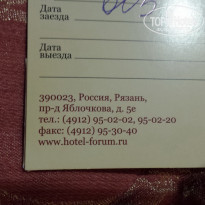 Дата
заезда
Дата
выезда
390023, Россия, Рязань,
пр-д Яблочкова, д. 5е
тел.: (4912) 95-02-02, 95-02-20
факс: (4912) 95-30-40
www.hotel-forum.ru